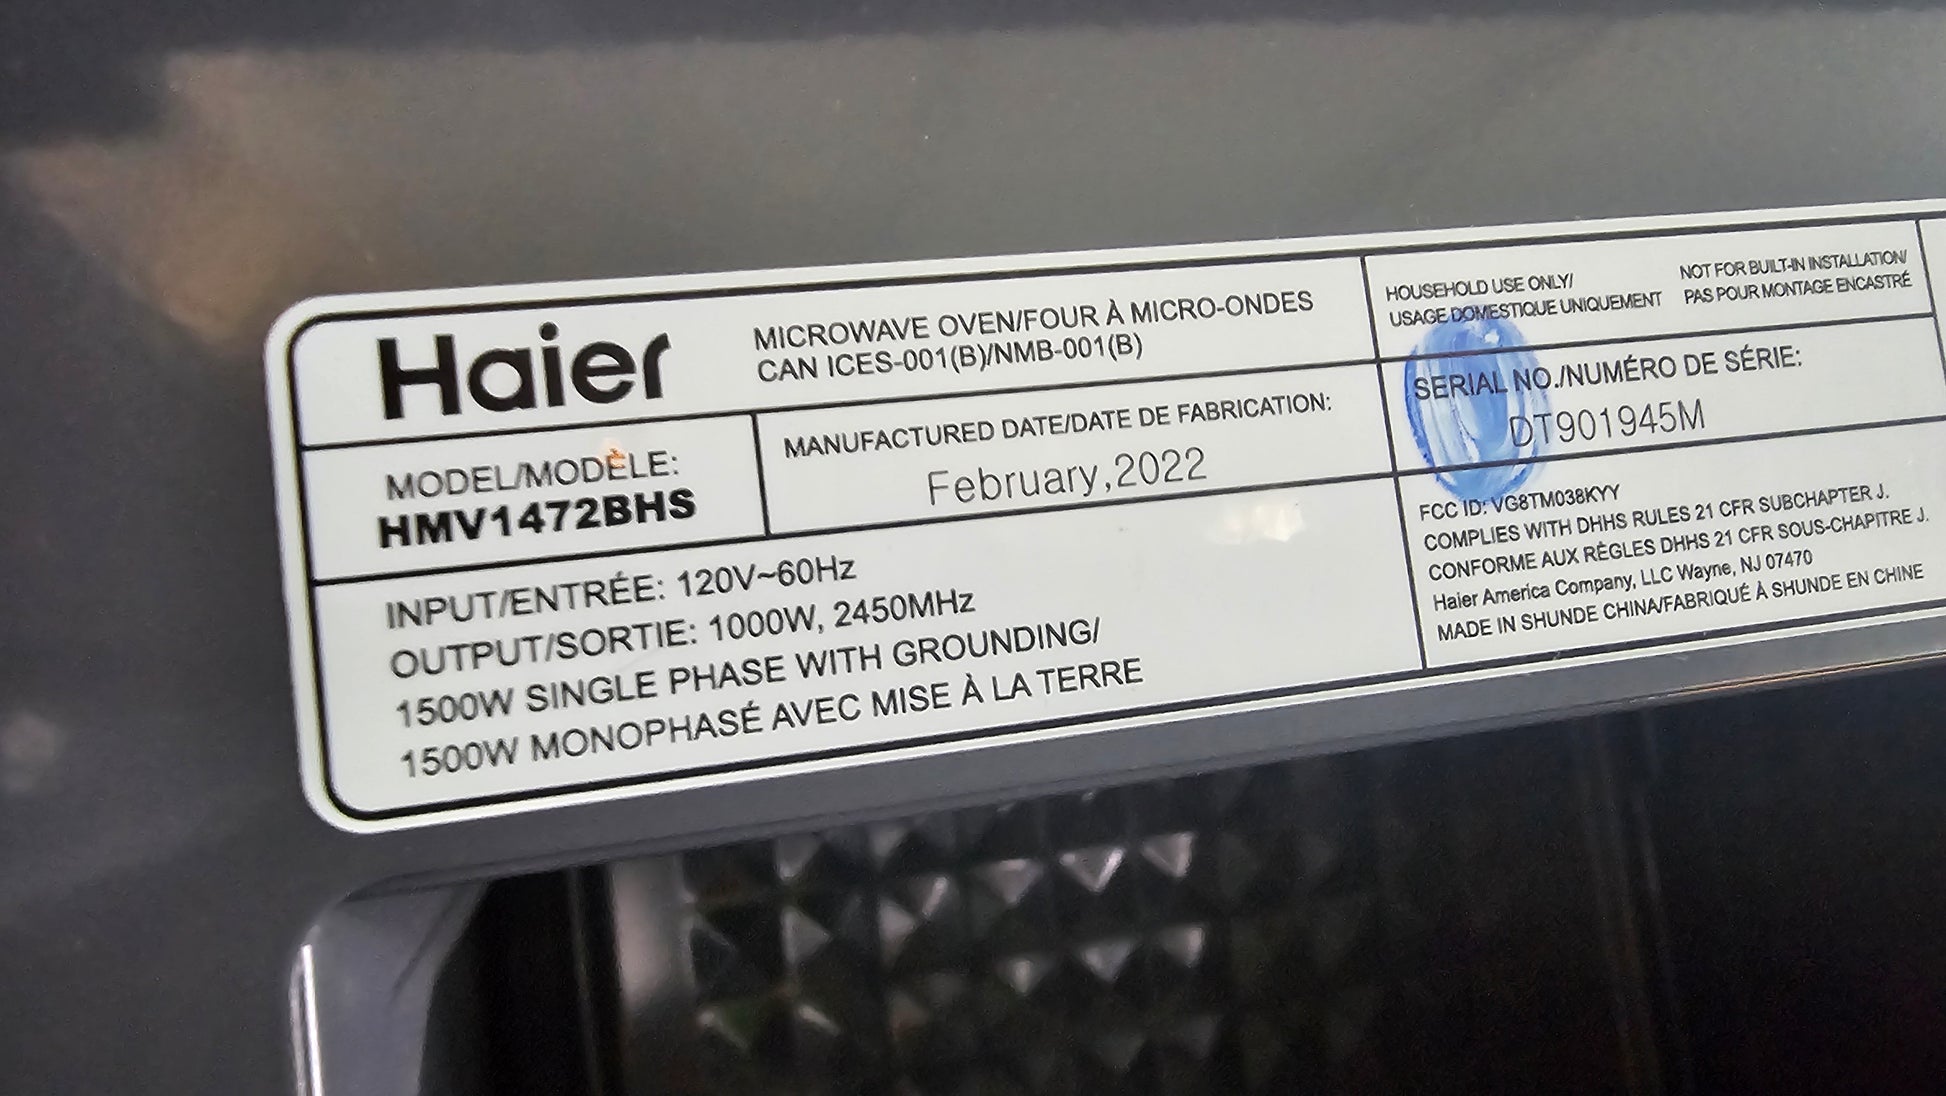 Haier
MICROWAVE OVEN/FOUR À MICRO-ONDES
CAN ICES-001(B)/NMB-001(B)
HOUSEHOLD USE ONLY/
USAGE DOMESTIQUE UNIQUEMENT
NOT FOR BUILT-IN INSTALLATION/
PAS POUR MONTAGE ENCASTRÉ
MODEL/MODÈLE:
HMV1472BHS
MANUFACTURED DATE/DATE DE FABRICATION:
February,2022
SERIAL NO./NUMÉRO DE SÉRIE:
DT901945M
INPUT/ENTRÉE: 120V~60Hz
OUTPUT/SORTIE: 1000W, 2450MHz
1500W SINGLE PHASE WITH GROUNDING/
1500W MONOPHASÉ AVEC MISE À LA TERRE
FCC ID: VG8TM038KYY
COMPLIES WITH DHHS RULES 21 CFR SUBCHAPTER J.
CONFORME AUX RÈGLES DHHS 21 CFR SOUS-CHAPITRE J.
Haier America Company, LLC Wayne, NJ 07470
MADE IN SHUNDE CHINA/FABRIQUÉ À SHUNDE EN CHINE